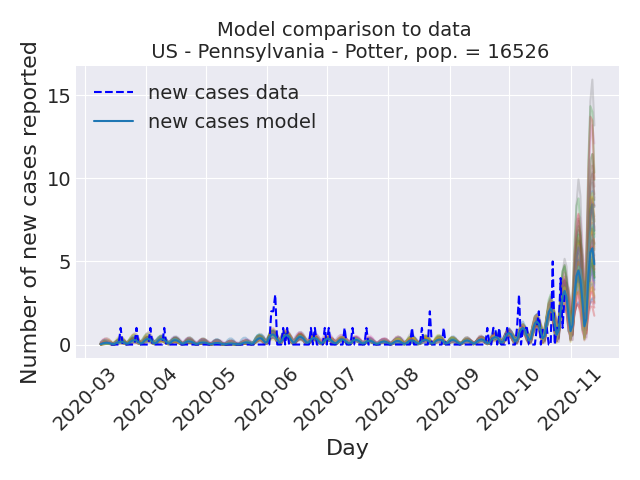 Model comparison to data
US - Pennsylvania - Potter, pop. = 16526
Number of new cases reported
15
10
5
0
new cases data
new cases model
2020-03
2020-04
2020-05
2020-06
2020-07
2020-08
2020-09
2020-10
2020-11
Day